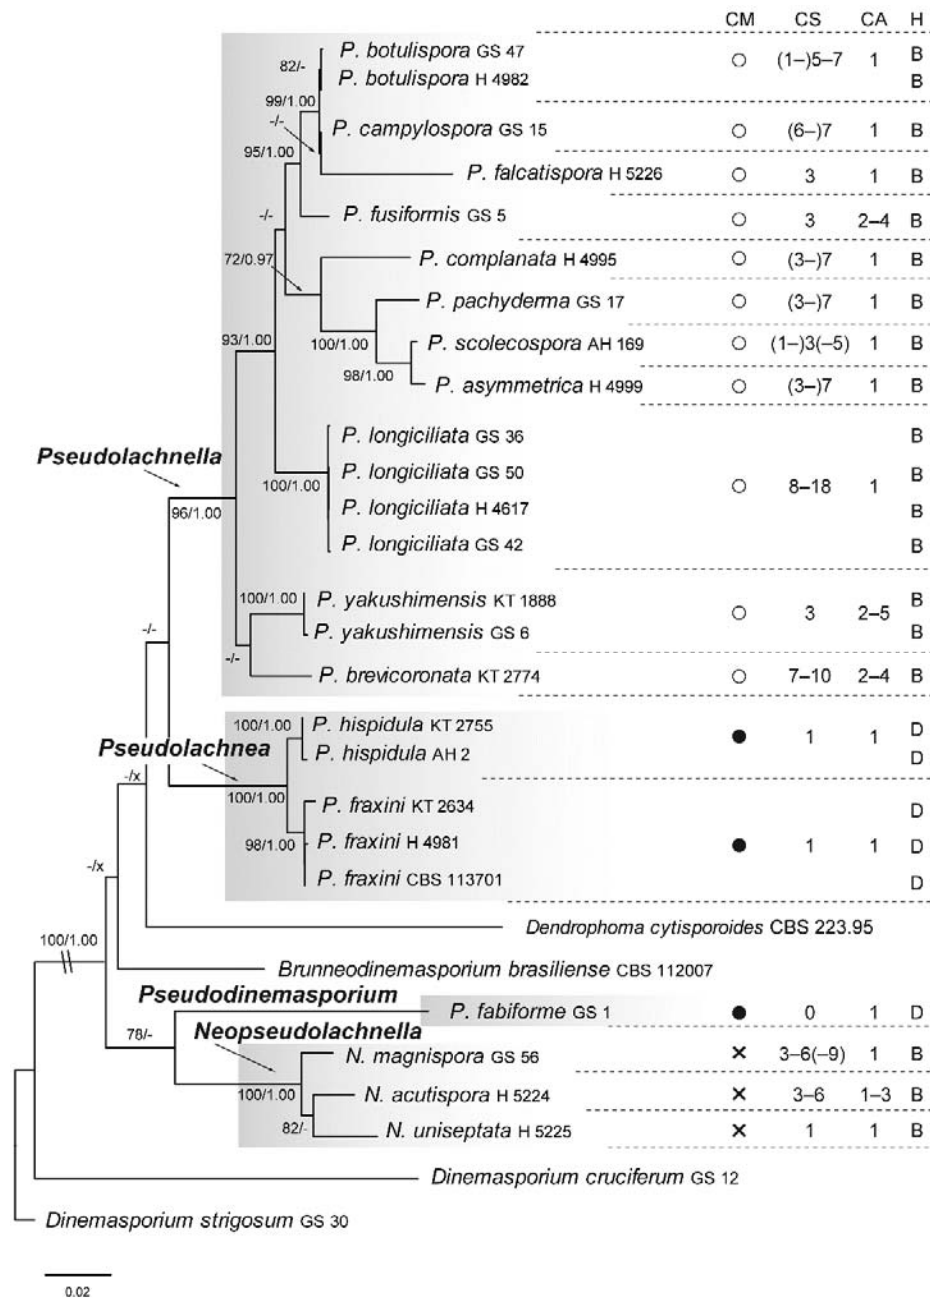 CM CS CA H
P. botulispora GS 47 ○ (1–)5–7 1 B
82/-
P. botulispora H 4982 B
99/1.00
-/-
P. campylospora GS 15 ○ (6–)7 1 B
95/1.00
P. falcatispora H 5226 ○ 3 1 B
-/-
P. fusiformis GS 5 ○ 3 2–4 B
72/0.97
P. complanata H 4995 ○ (3–)7 1 B
P. pachyderma GS 17 ○ (3–)7 1 B
93/1.00
100/1.00
P. scolecospora AH 169 ○ (1–)3(–5) 1 B
98/1.00
P. asymmetrica H 4999 ○ (3–)7 1 B
P. longiciliata GS 36 B
Pseudolachnella
P. longiciliata GS 50 B
100/1.00
○ 8–18 1
P. longiciliata H 4617 B
96/1.00
P. longiciliata GS 42 B
100/1.00
P. yakushimensis KT 1888 B
○ 3 2–5
P. yakushimensis GS 6 B
-/-
-/-
P. brevicoronata KT 2774 ○ 7–10 2–4 B
100/1.00
P. hispidula KT 2755 D
Pseudolachnea
● 1 1
P. hispidula AH 2 D
-/x
100/1.00
P. fraxini KT 2634 D
98/1.00
P. fraxini H 4981 ● 1 1 D
-/x
P. fraxini CBS 113701 D
Dendrophoma cytisporoides CBS 223.95
100/1.00
Brunneodinemasporium brasiliense CBS 112007
Pseudodinemasporium
P. fabiforme GS 1 ● 0 1 D
78/-
Neopseudolachnella
N. magnispora GS 56 × 3–6(–9) 1 B
100/1.00
N. acutispora H 5224 × 3–6 1–3 B
82/-
N. uniseptata H 5225 × 1 1 B
Dinemasporium cruciferum GS 12
Dinemasporium strigosum GS 30
0.02